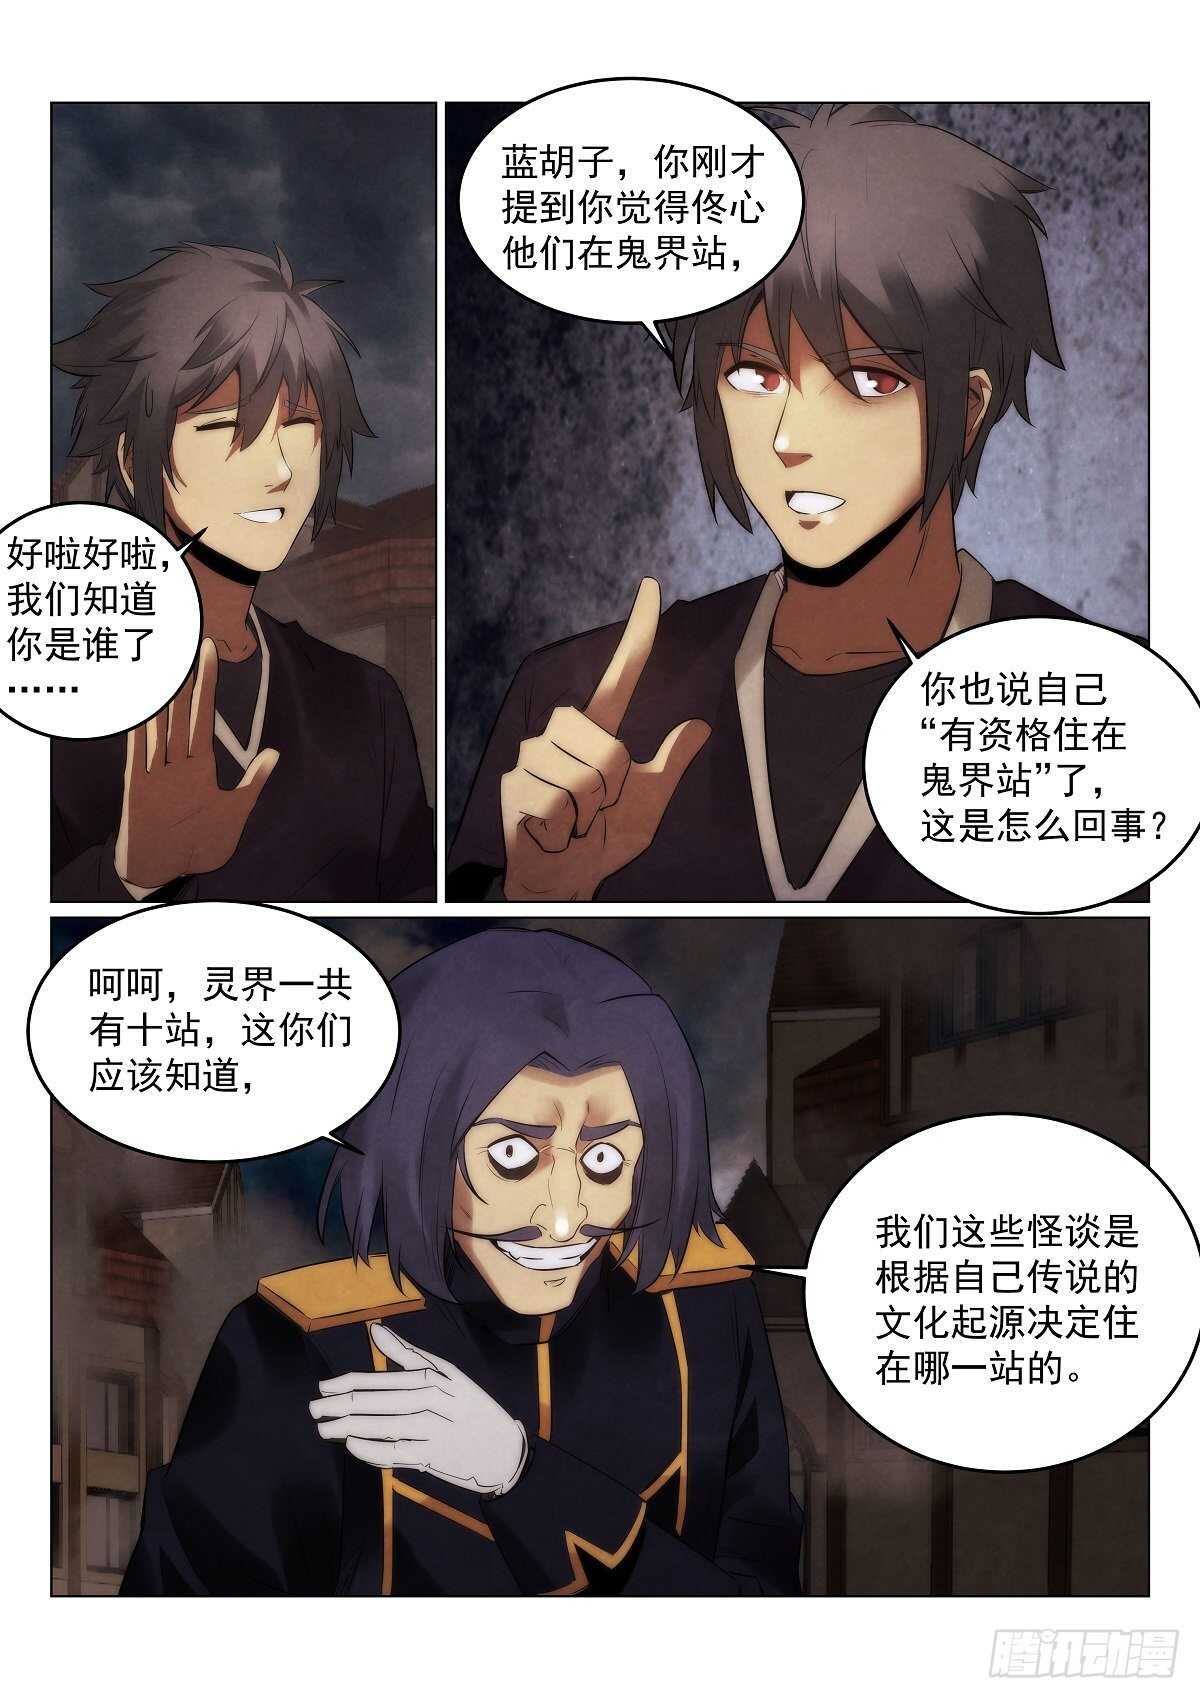 好啦好啦，
我们知道
你是谁了
……
蓝胡子，你刚才
提到你觉得佟心
他们在鬼界站，
你也说自己
“有资格住在
鬼界站”了，
这是怎么回事？
呵呵，灵界一共
有十站，这你们
应该知道，
我们这些怪谈是
根据自己传说的
文化起源决定住
在哪一站的。
腾讯动漫